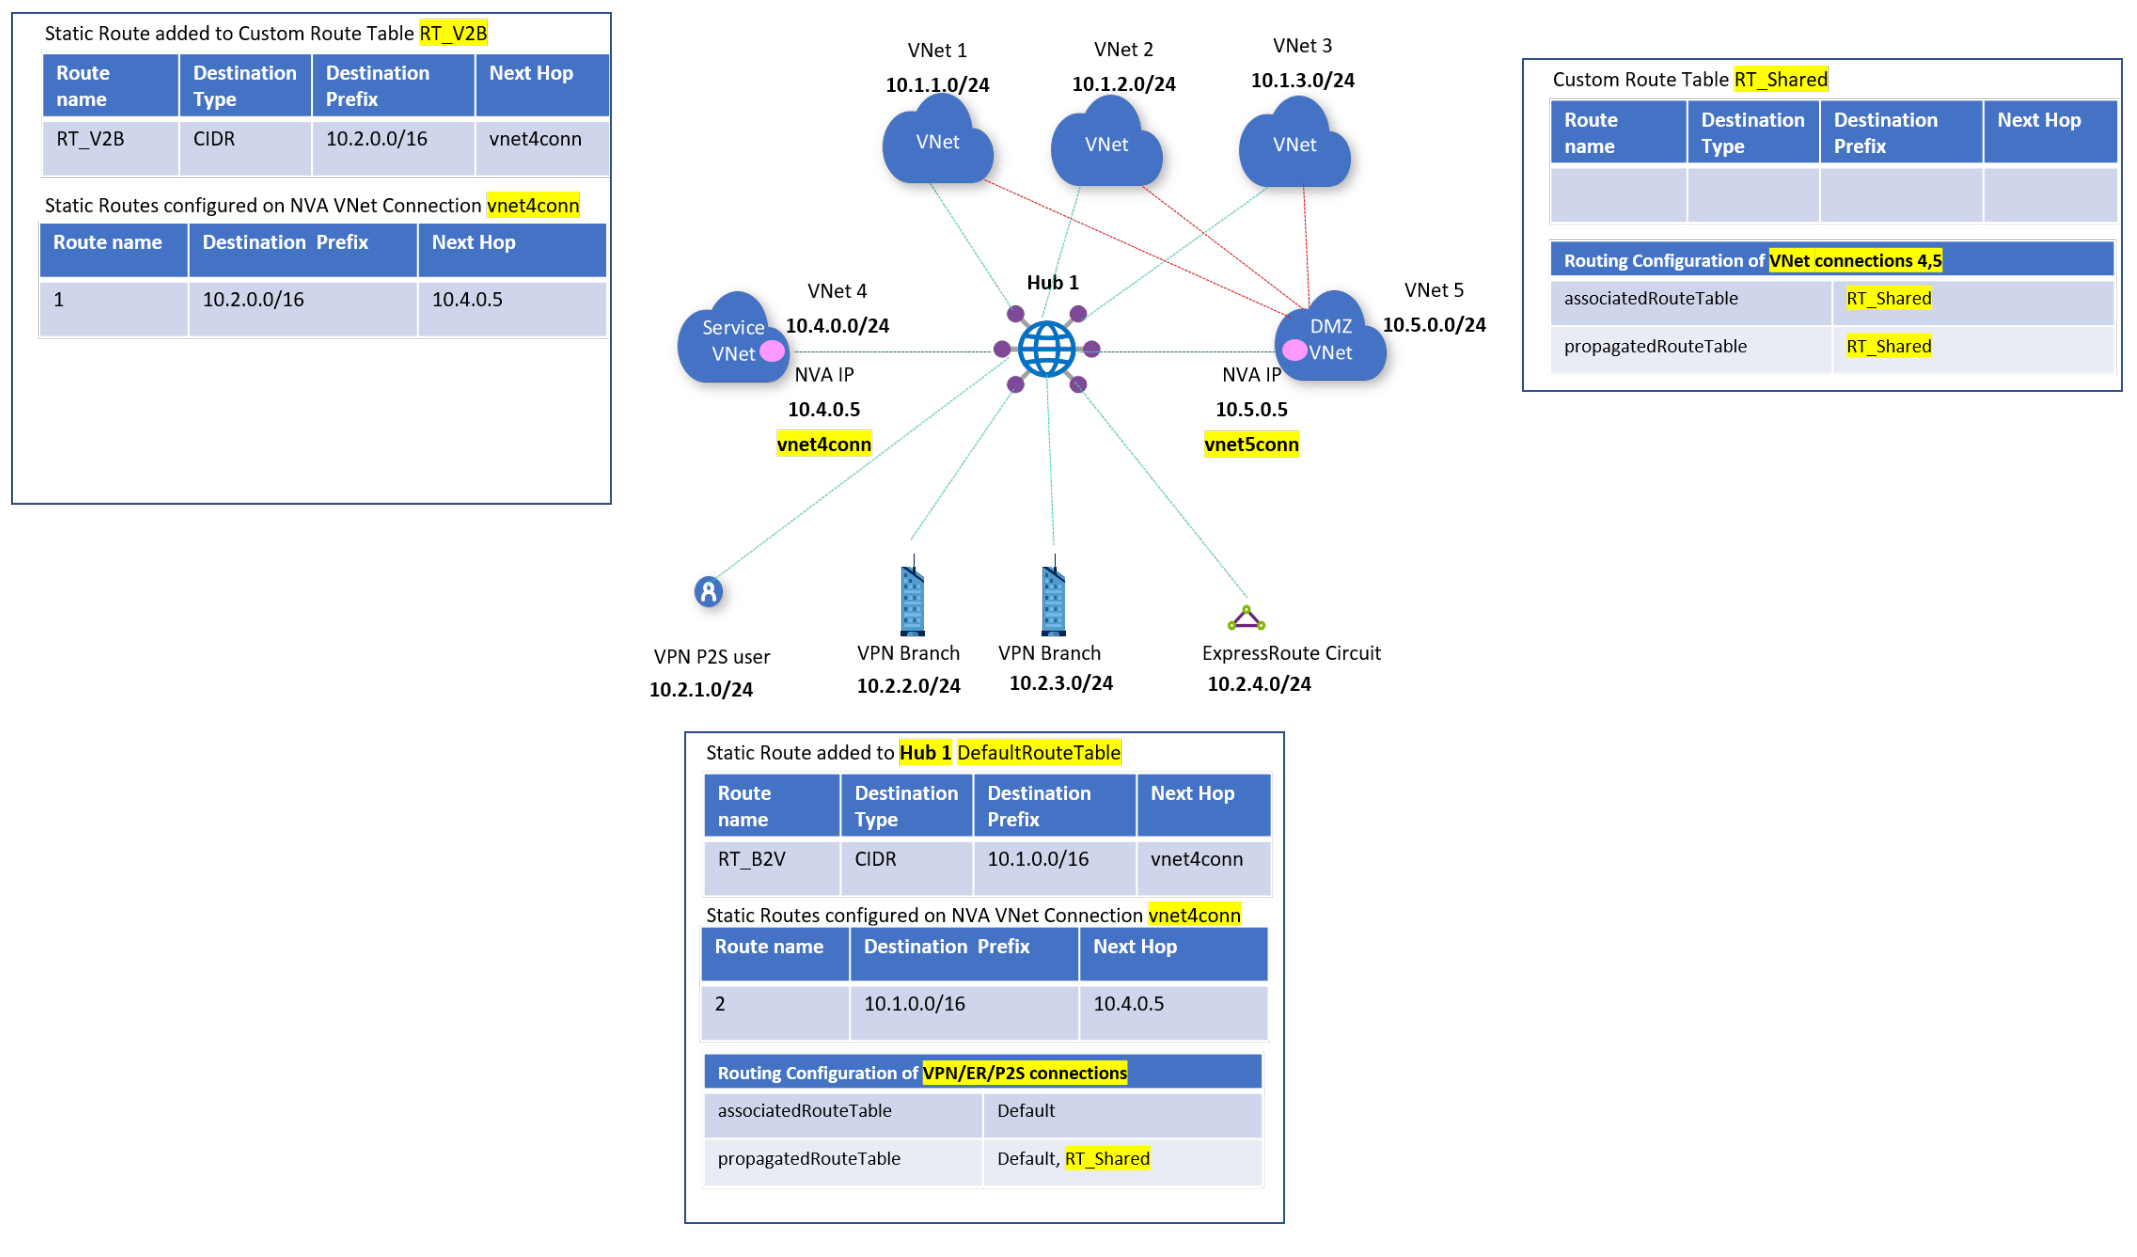 Static Route added to Custom Route Table RT_V2B
Route name
Destination Type
Destination Prefix
Next Hop
RT_V2B
CIDR
10.2.0.0/16
vnet4conn
Static Routes configured on NVA VNet Connection vnet4conn
Route name
Destination Prefix
Next Hop
1
10.2.0.0/16
10.4.0.5
VNet 1
10.1.1.0/24
VNet
VNet 2
10.1.2.0/24
VNet
VNet 3
10.1.3.0/24
VNet
Hub 1
VNet 4
10.4.0.0/24
Service
VNet
NVA IP
10.4.0.5
vnet4conn
VNet 5
10.5.0.0/24
DMZ
VNet
NVA IP
10.5.0.5
vnet5conn
Custom Route Table RT_Shared
Route name
Destination Type
Destination Prefix
Next Hop
Routing Configuration of VNet connections 4,5
associatedRouteTable
RT_Shared
propagatedRouteTable
RT_Shared
VPN P2S user
10.2.1.0/24
VPN Branch
10.2.2.0/24
VPN Branch
10.2.3.0/24
ExpressRoute Circuit
10.2.4.0/24
Static Route added to Hub 1 DefaultRouteTable
Route name
Destination Type
Destination Prefix
Next Hop
RT_B2V
CIDR
10.1.0.0/16
vnet4conn
Static Routes configured on NVA VNet Connection vnet4conn
Route name
Destination Prefix
Next Hop
2
10.1.0.0/16
10.4.0.5
Routing Configuration of VPN/ER/P2S connections
associatedRouteTable
Default
propagatedRouteTable
Default, RT_Shared